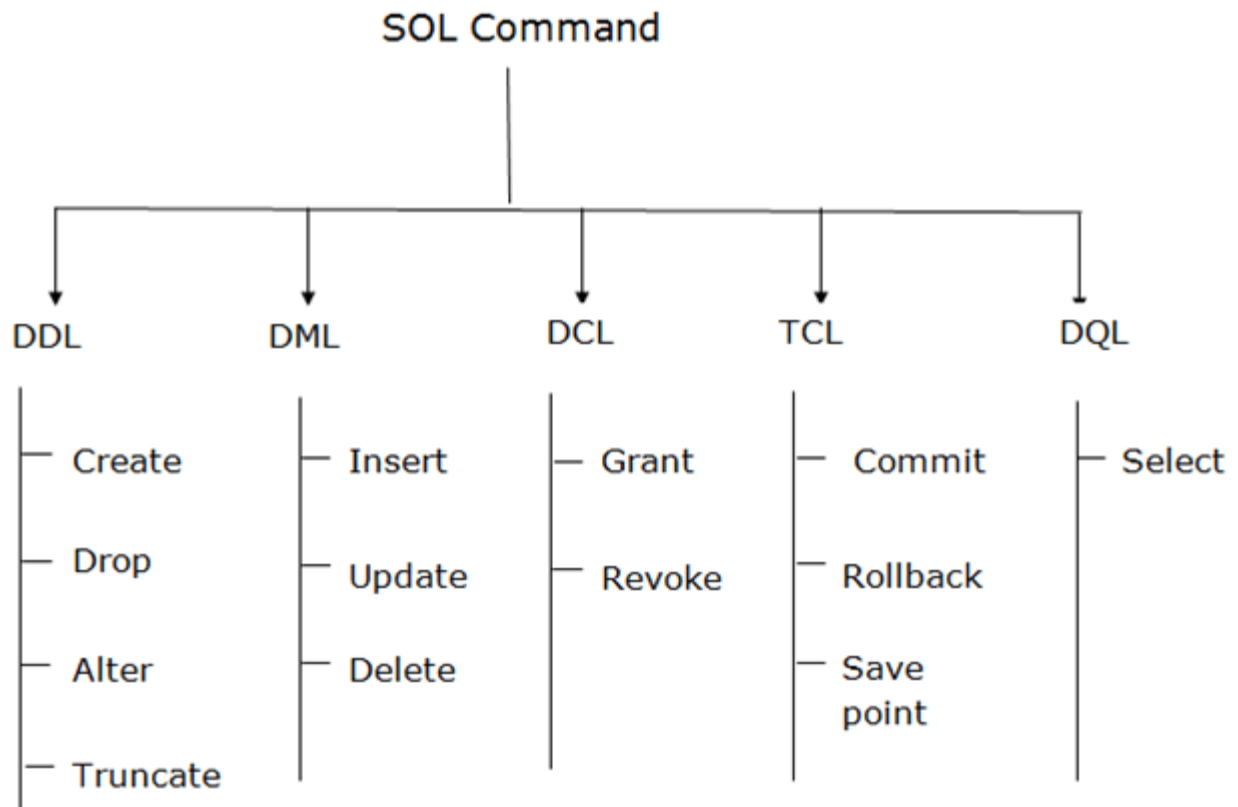 SOL Command
DDL
DML
DCL
TCL
DQL
Create
Drop
Alter
Truncate
Insert
Update
Delete
Grant
Revoke
Commit
Rollback
Save
point
Select